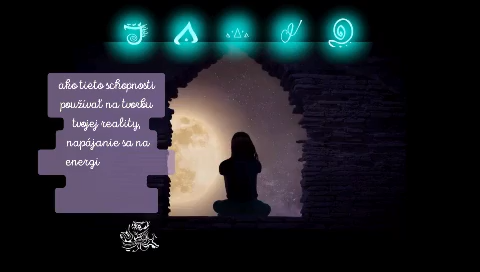 ako tieto schopnosti
používať na tvorbu
tvojej reality,
napájanie sa na
energi